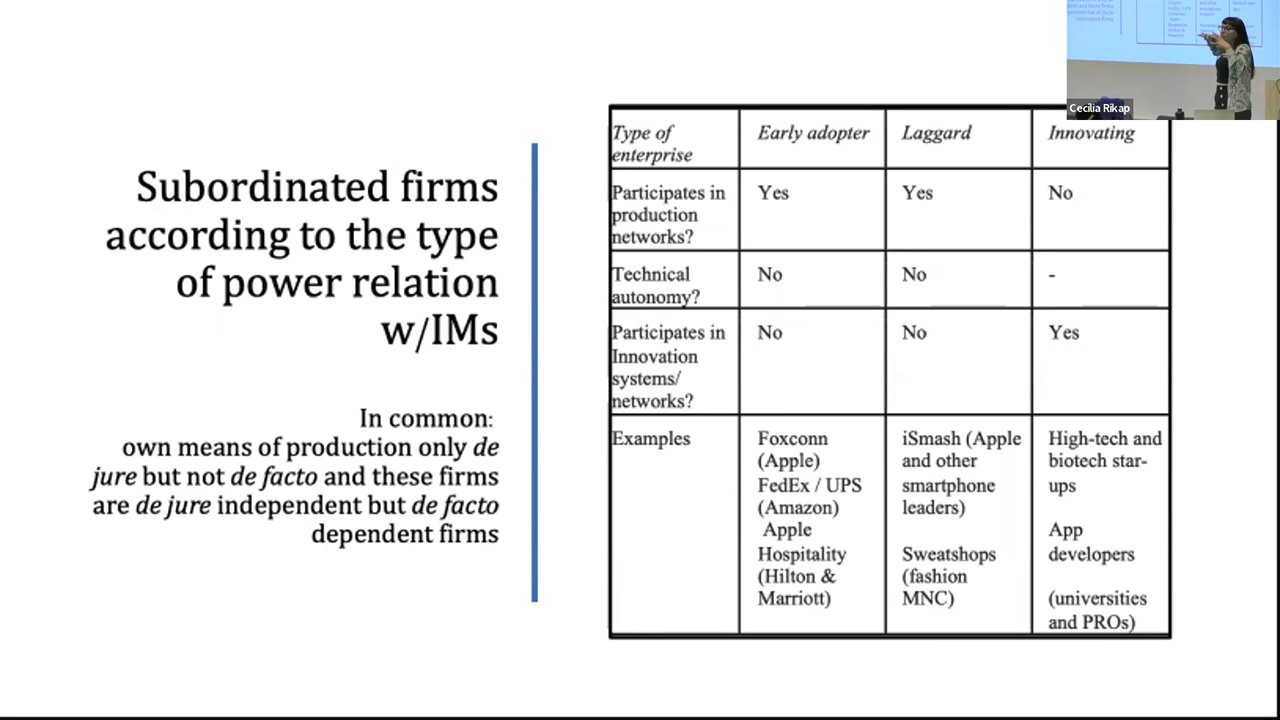 Subordinated firms
according to the type
of power relation
w/IMs
In common:
own means of production only de
jure but not de facto and these firms
are de jure independent but de facto
dependent firms
Type of enterprise
Early adopter
Laggard
Innovating
Participates in production networks?
Yes
Yes
No
Technical autonomy?
No
No
-
Participates in Innovation systems/ networks?
No
No
Yes
Examples
Foxconn
(Apple)
FedEx / UPS
(Amazon)
Apple
Hospitality
(Hilton &
Marriott)
iSmash (Apple
and other
smartphone
leaders)
Sweatshops
(fashion
MNC)
High-tech and
biotech star-
ups
App
developers
(universities
and PROs)
Cecilia Rikap